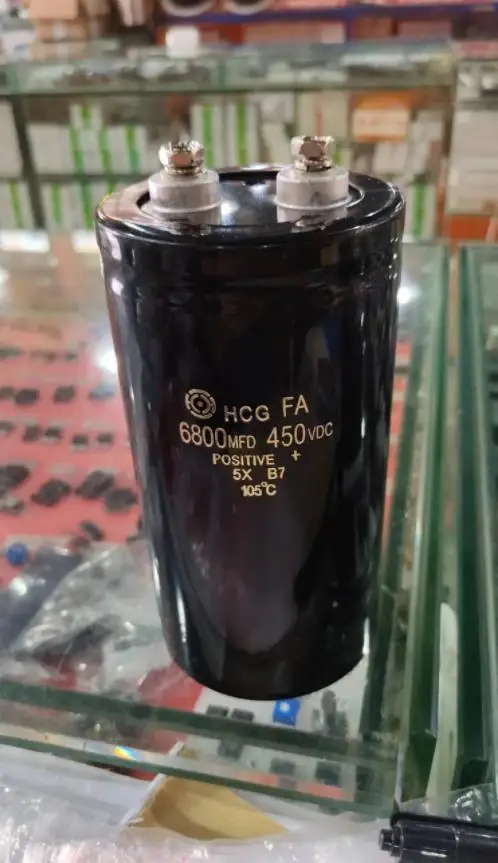 HCG FA
6800MFD 450VDC
POSITIVE +
5X B7
105°C